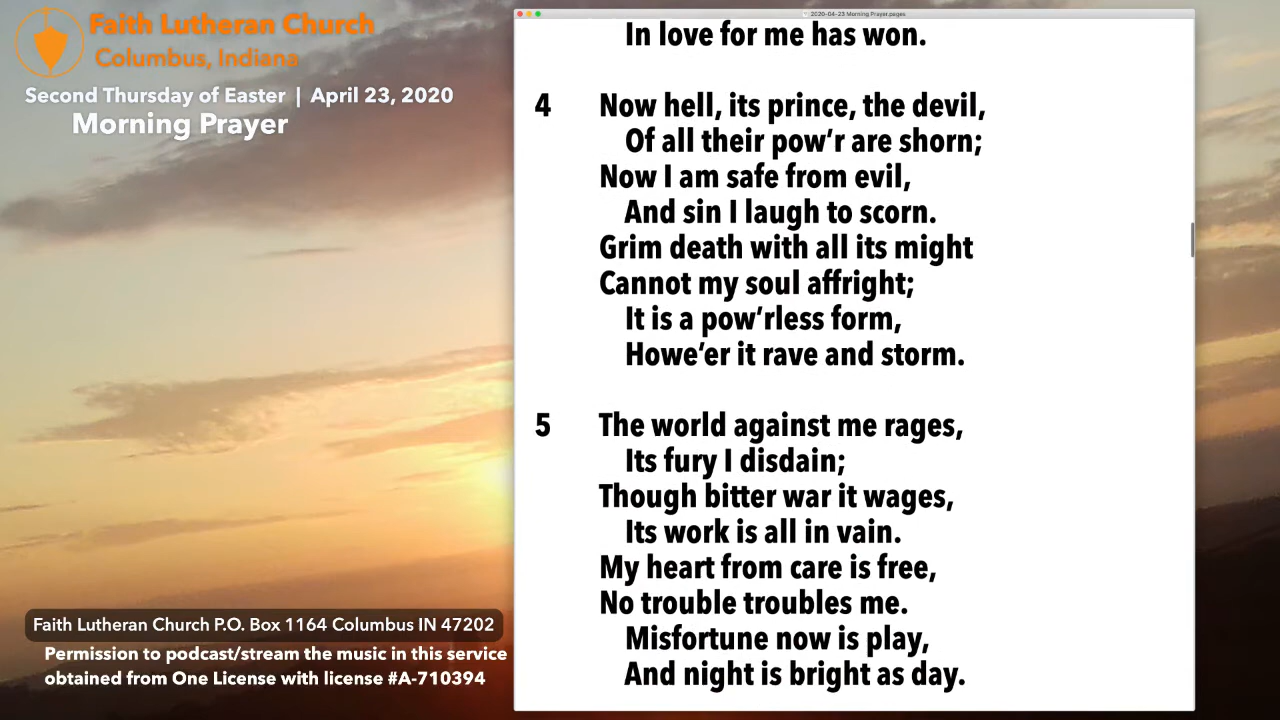 Faith Lutheran Church
Columbus, Indiana
Second Thursday of Easter | April 23, 2020
Morning Prayer
2020-04-23 Morning Prayer.pages
In love for me has won.
4 Now hell, its prince, the devil,
Of all their pow’r are shorn;
Now I am safe from evil,
And sin I laugh to scorn.
Grim death with all its might
Cannot my soul affright;
It is a pow’rless form,
Howe’er it rave and storm.
5 The world against me rages,
Its fury I disdain;
Though bitter war it wages,
Its work is all in vain.
My heart from care is free,
No trouble troubles me.
Misfortune now is play,
And night is bright as day.
Faith Lutheran Church P.O. Box 1164 Columbus IN 47202
Permission to podcast/stream the music in this service
obtained from One License with license #A-710394